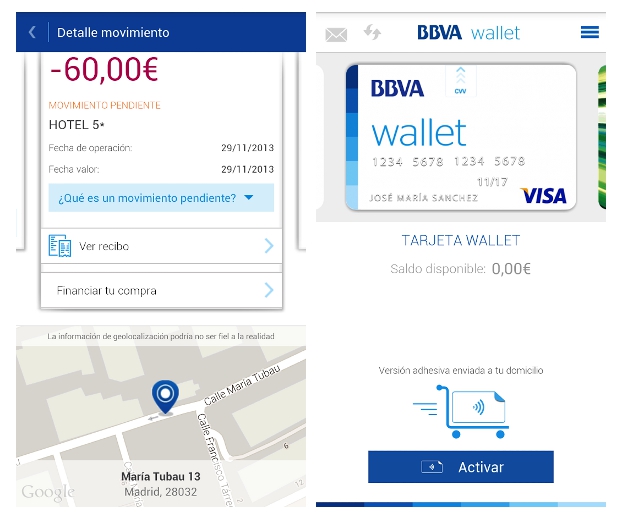 Detalle movimiento
-60,00€
MOVIMIENTO PENDIENTE
HOTEL 5*
Fecha de operación: 29/11/2013
Fecha valor: 29/11/2013
¿Qué es un movimiento pendiente?
Ver recibo
Financiar tu compra
La información de geolocalización podría no ser fiel a la realidad
Calle María Tubau
Calle Francisco Tárre
6
12
María Tubau 13
Madrid, 28032
Google
BBVA wallet
BBVA
CVV
wallet
1234 5678 1234 5678
11/17
JOSÉ MARÍA SANCHEZ
VISA
TARJETA WALLET
Saldo disponible: 0,00€
Versión adhesiva enviada a tu domicilio
Activar